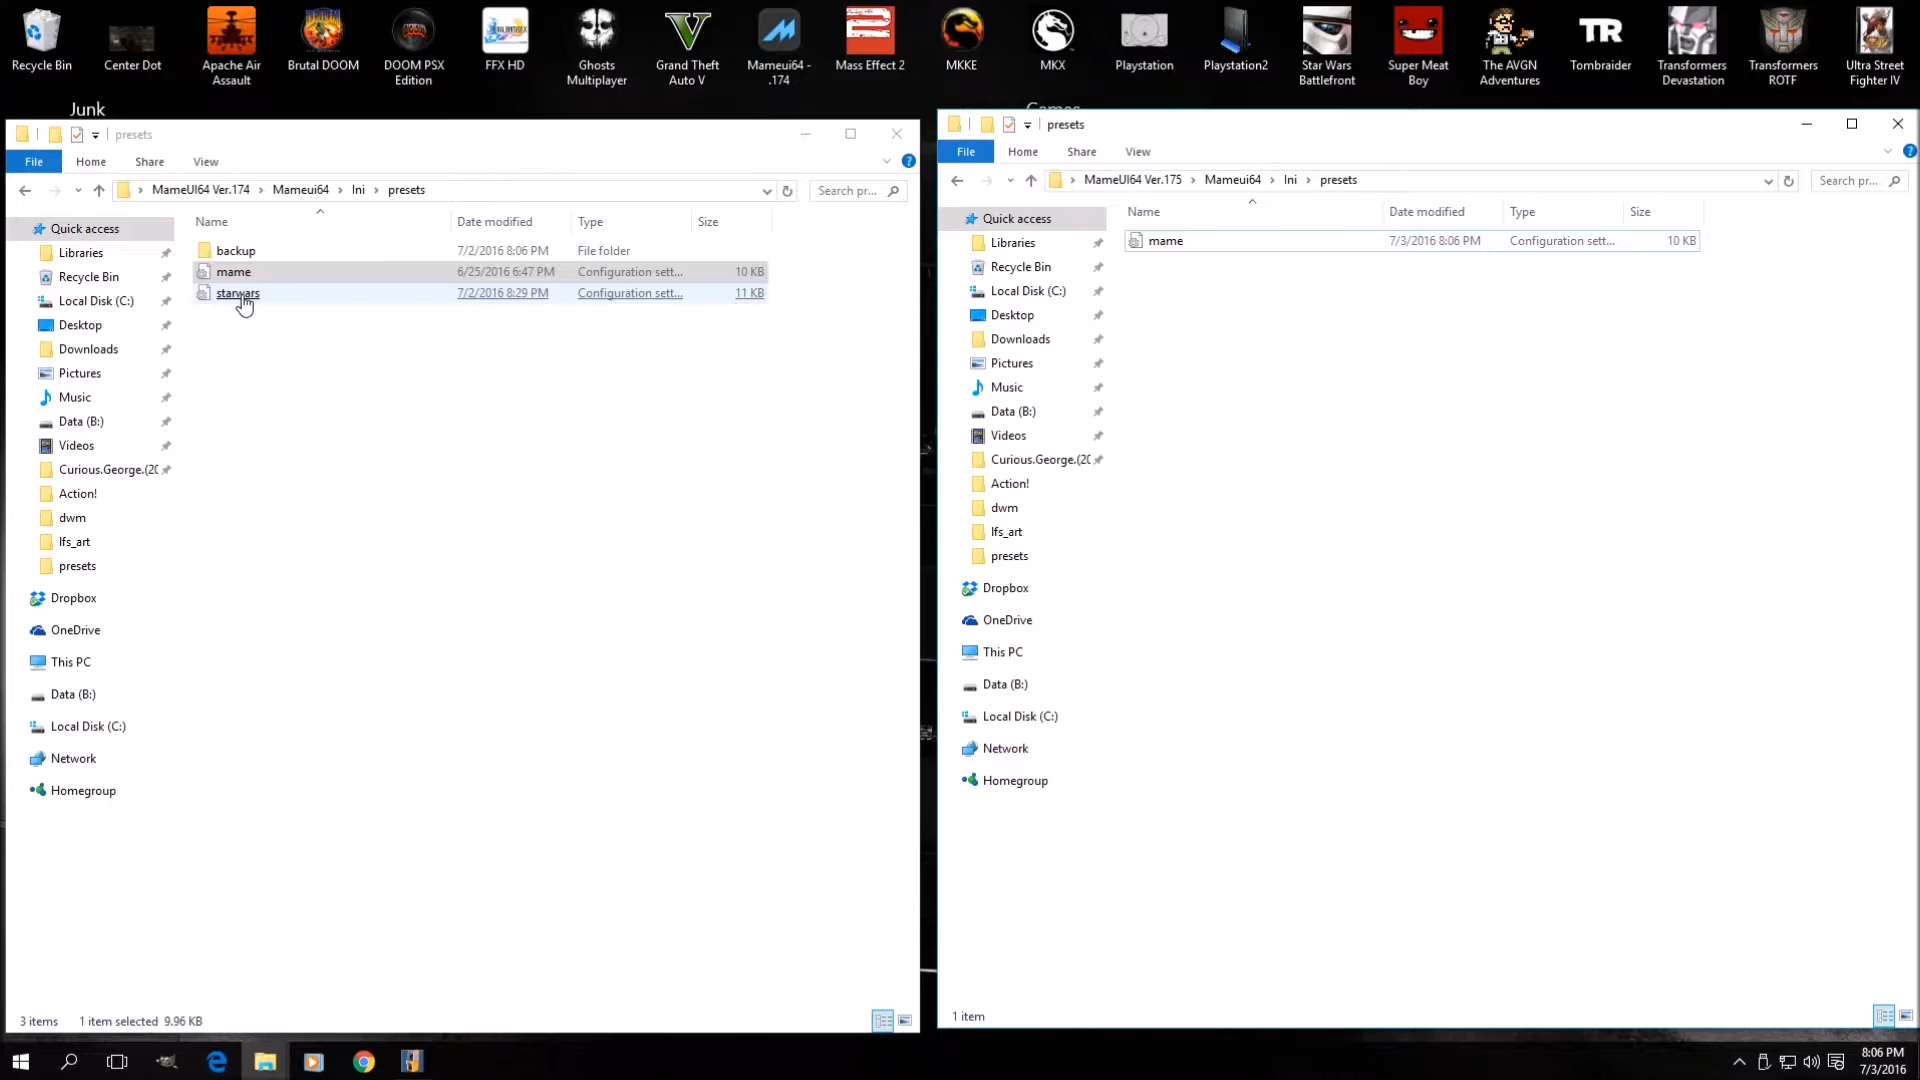 Recycle Bin
Center Dot
Apache Air Assault
Brutal DOOM
DOOM PSX Edition
FFX HD
Ghosts Multiplayer
Grand Theft Auto V
Mameui64 - .174
Mass Effect 2
MKKE
MKX
Playstation
Playstation2
Star Wars Battlefront
Super Meat Boy
The AVGN Adventures
TR
Tombraider
Transformers Devastation
Transformers ROTF
Ultra Street Fighter IV
Junk
Games
presets
File Home Share View
MameUI64 Ver.174 > Mameui64 > Ini > presets
Search pr...
Name Date modified Type Size
backup 7/2/2016 8:06 PM File folder
mame 6/25/2016 6:47 PM Configuration sett... 10 KB
starwars 7/2/2016 8:29 PM Configuration sett... 11 KB
Quick access
Libraries
Recycle Bin
Local Disk (C:)
Desktop
Downloads
Pictures
Music
Data (B:)
Videos
Curious.George.(20
Action!
dwm
lfs_art
presets
Dropbox
OneDrive
This PC
Data (B:)
Local Disk (C:)
Network
Homegroup
3 items 1 item selected 9.96 KB
presets
File Home Share View
MameUI64 Ver.175 > Mameui64 > Ini > presets
Search pr...
Name Date modified Type Size
mame 7/3/2016 8:06 PM Configuration sett... 10 KB
Quick access
Libraries
Recycle Bin
Local Disk (C:)
Desktop
Downloads
Pictures
Music
Data (B:)
Videos
Curious.George.(20
Action!
dwm
lfs_art
presets
Dropbox
OneDrive
This PC
Data (B:)
Local Disk (C:)
Network
Homegroup
1 item
8:06 PM
7/3/2016